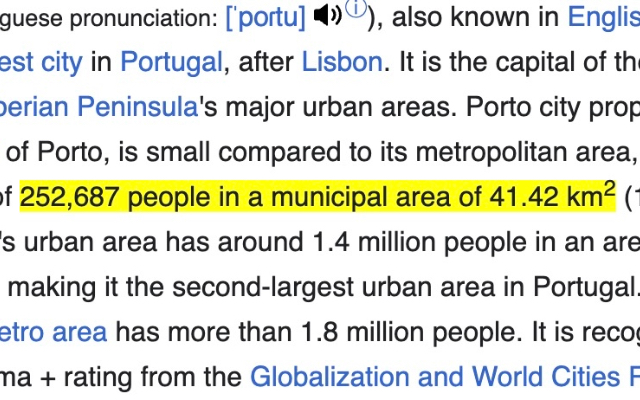 guese pronunciation: [ˈpoɾtu] ⓘ), also known in Englis
est city in Portugal, after Lisbon. It is the capital of the
perian Peninsula's major urban areas. Porto city prop
of Porto, is small compared to its metropolitan area,
of 252,687 people in a municipal area of 41.42 km² (1
's urban area has around 1.4 million people in an are
making it the second-largest urban area in Portugal.
etro area has more than 1.8 million people. It is recog
ma + rating from the Globalization and World Cities R